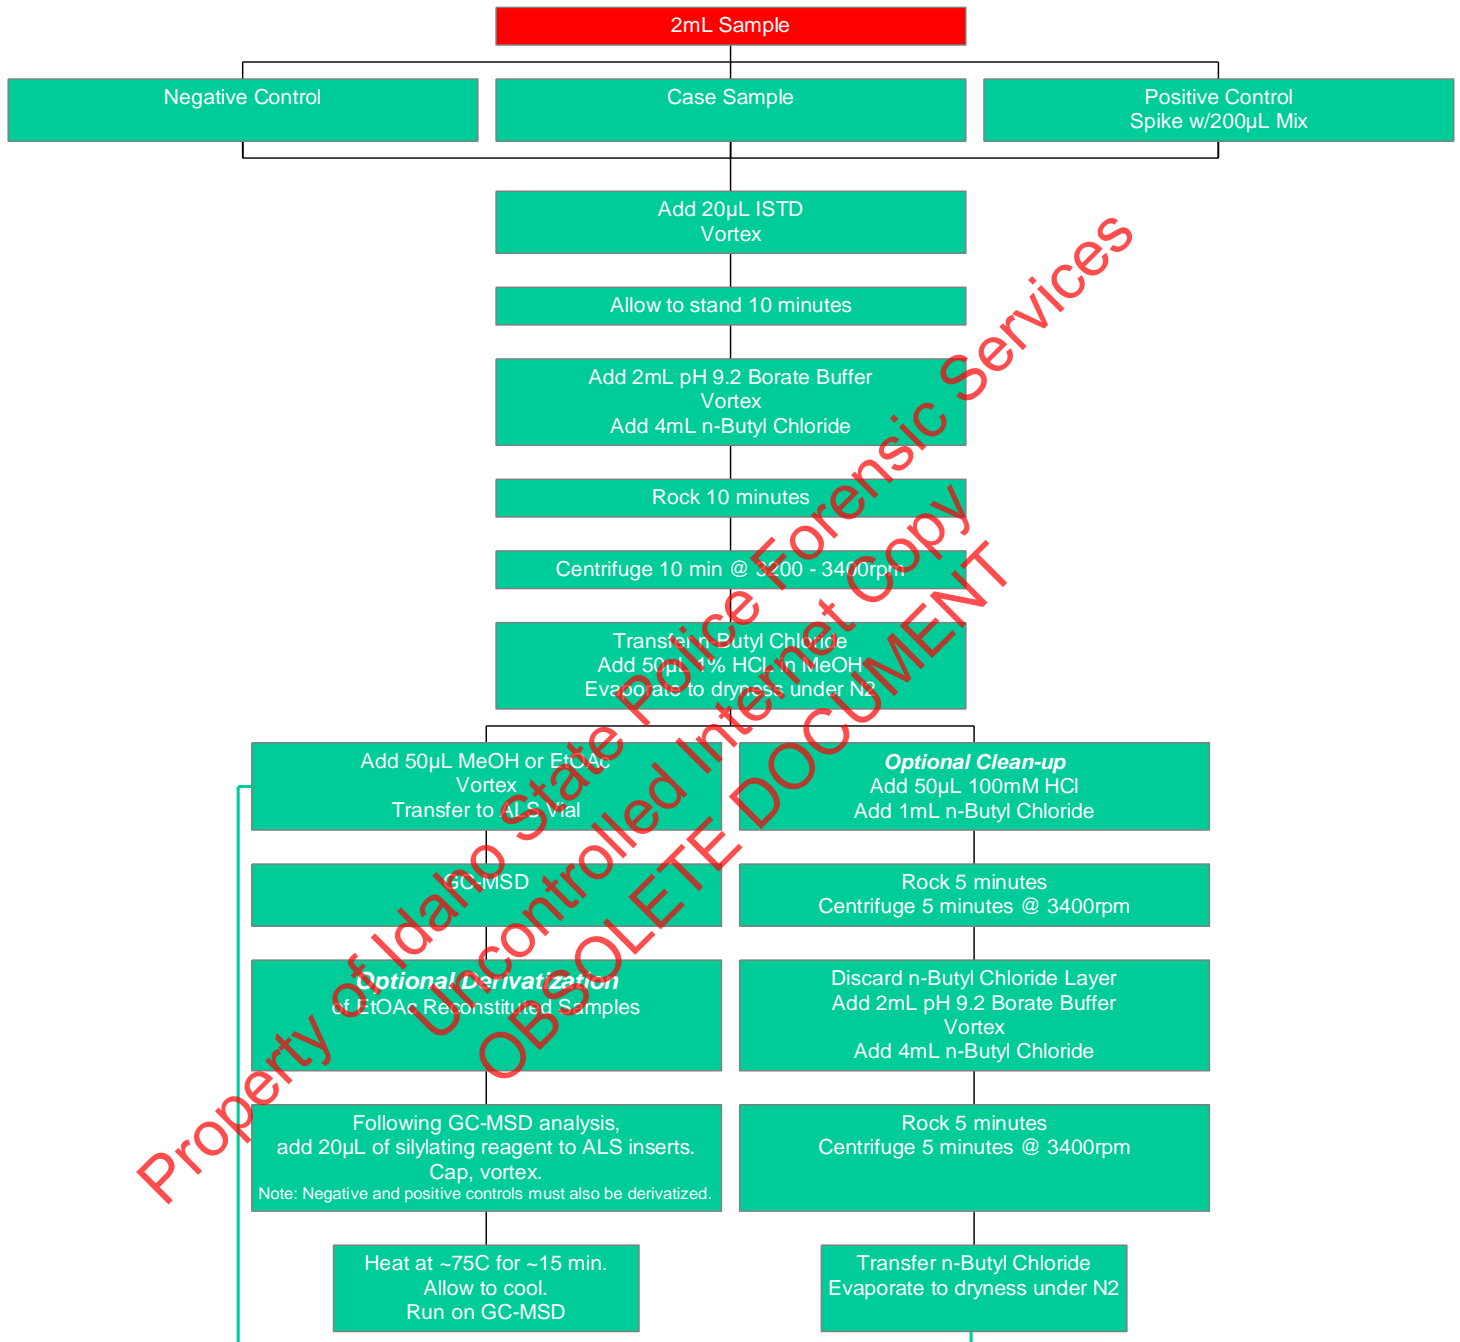 2mL Sample
Negative Control
Case Sample
Positive Control
Spike w/200µL Mix
Add 20µL ISTD
Vortex
Allow to stand 10 minutes
Add 2mL pH 9.2 Borate Buffer
Vortex
Add 4mL n-Butyl Chloride
Rock 10 minutes
Centrifuge 10 min @ 3200 - 3400rpm
Transfer n-Butyl Chloride
Add 50µL 1% HCL in MeOH
Evaporate to dryness under N2
Add 50µL MeOH or EtOAc
Vortex
Transfer to ALS Vial
GC-MSD
Optional Derivatization
of EtOAc Reconstituted Samples
Following GC-MSD analysis,
add 20µL of silylating reagent to ALS inserts.
Cap, vortex.
Note: Negative and positive controls must also be derivatized.
Heat at ~75C for ~15 min.
Allow to cool.
Run on GC-MSD
Optional Clean-up
Add 50µL 100mM HCl
Add 1mL n-Butyl Chloride
Rock 5 minutes
Centrifuge 5 minutes @ 3400rpm
Discard n-Butyl Chloride Layer
Add 2mL pH 9.2 Borate Buffer
Vortex
Add 4mL n-Butyl Chloride
Rock 5 minutes
Centrifuge 5 minutes @ 3400rpm
Transfer n-Butyl Chloride
Evaporate to dryness under N2
Property of Idaho State Police Forensic Services
Uncontrolled Internet Copy
OBSOLETE DOCUMENT